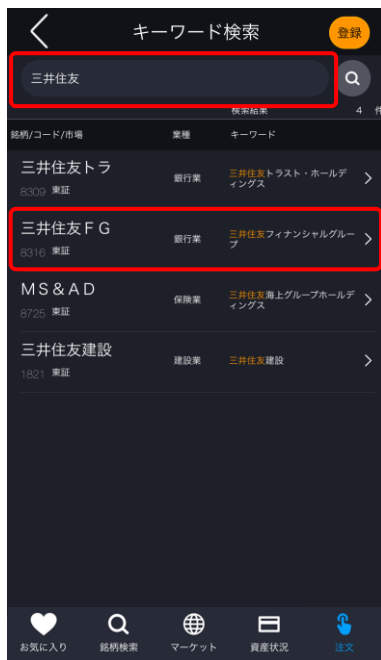 キーワード検索
登録
三井住友
検索結果 4 件
銘柄/コード/市場 業種 キーワード
三井住友トラ
8309 東証
銀行業
三井住友トラスト・ホールデ
ィングス
三井住友ＦＧ
8316 東証
銀行業
三井住友フィナンシャルグルー
プ
ＭＳ＆ＡＤ
8725 東証
保険業
三井住友海上グループホールデ
ィングス
三井住友建設
1821 東証
建設業
三井住友建設
お気に入り 銘柄検索 マーケット 資産状況 注文